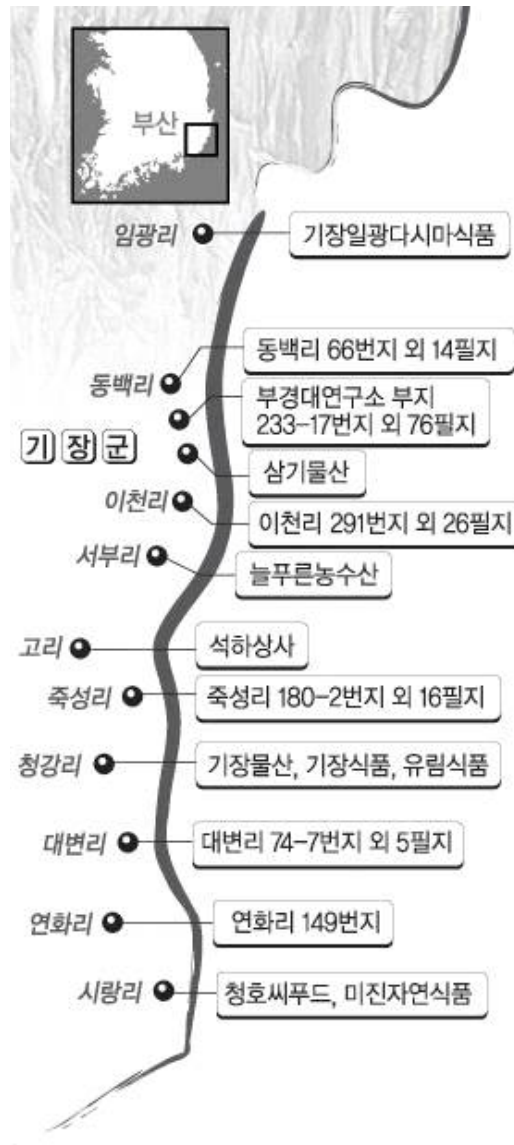 부산
임광리
기장일광다시마식품
동백리 66번지 외 14필지
동백리
부경대연구소 부지
233-17번지 외 76필지
기장군
삼기물산
이천리
이천리 291번지 외 26필지
서부리
늘푸른농수산
고리
석하상사
죽성리
죽성리 180-2번지 외 16필지
청강리
기장물산, 기장식품, 유림식품
대변리
대변리 74-7번지 외 5필지
연화리
연화리 149번지
시랑리
청호씨푸드, 미진자연식품